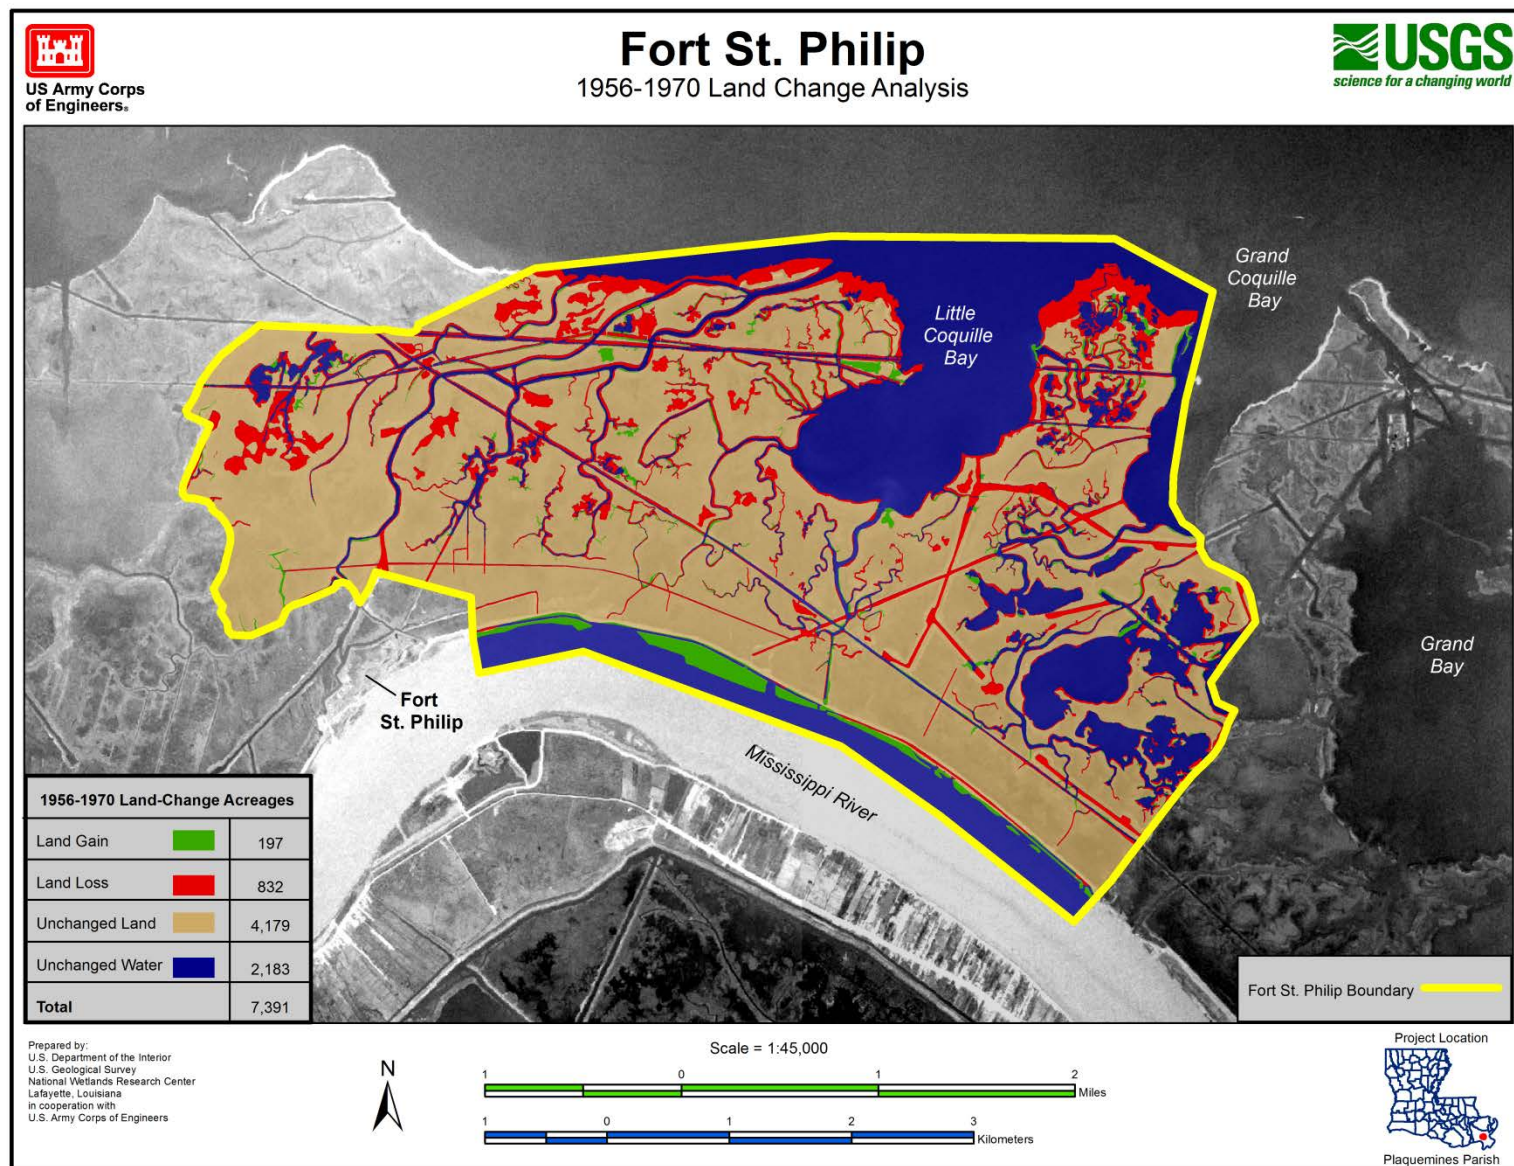 US Army Corps
of Engineers®
Fort St. Philip
1956-1970 Land Change Analysis
USGS
science for a changing world
Grand
Coquille
Bay
Little
Coquille
Bay
Grand
Bay
Fort
St. Philip
Mississippi River
1956-1970 Land-Change Acreages
Land Gain 197
Land Loss 832
Unchanged Land 4,179
Unchanged Water 2,183
Total 7,391
Fort St. Philip Boundary
Prepared by:
U.S. Department of the Interior
U.S. Geological Survey
National Wetlands Research Center
Lafayette, Louisiana
in cooperation with
U.S. Army Corps of Engineers
N
Scale = 1:45,000
1 0 1 2
Miles
1 0 1 2 3
Kilometers
Project Location
Plaquemines Parish